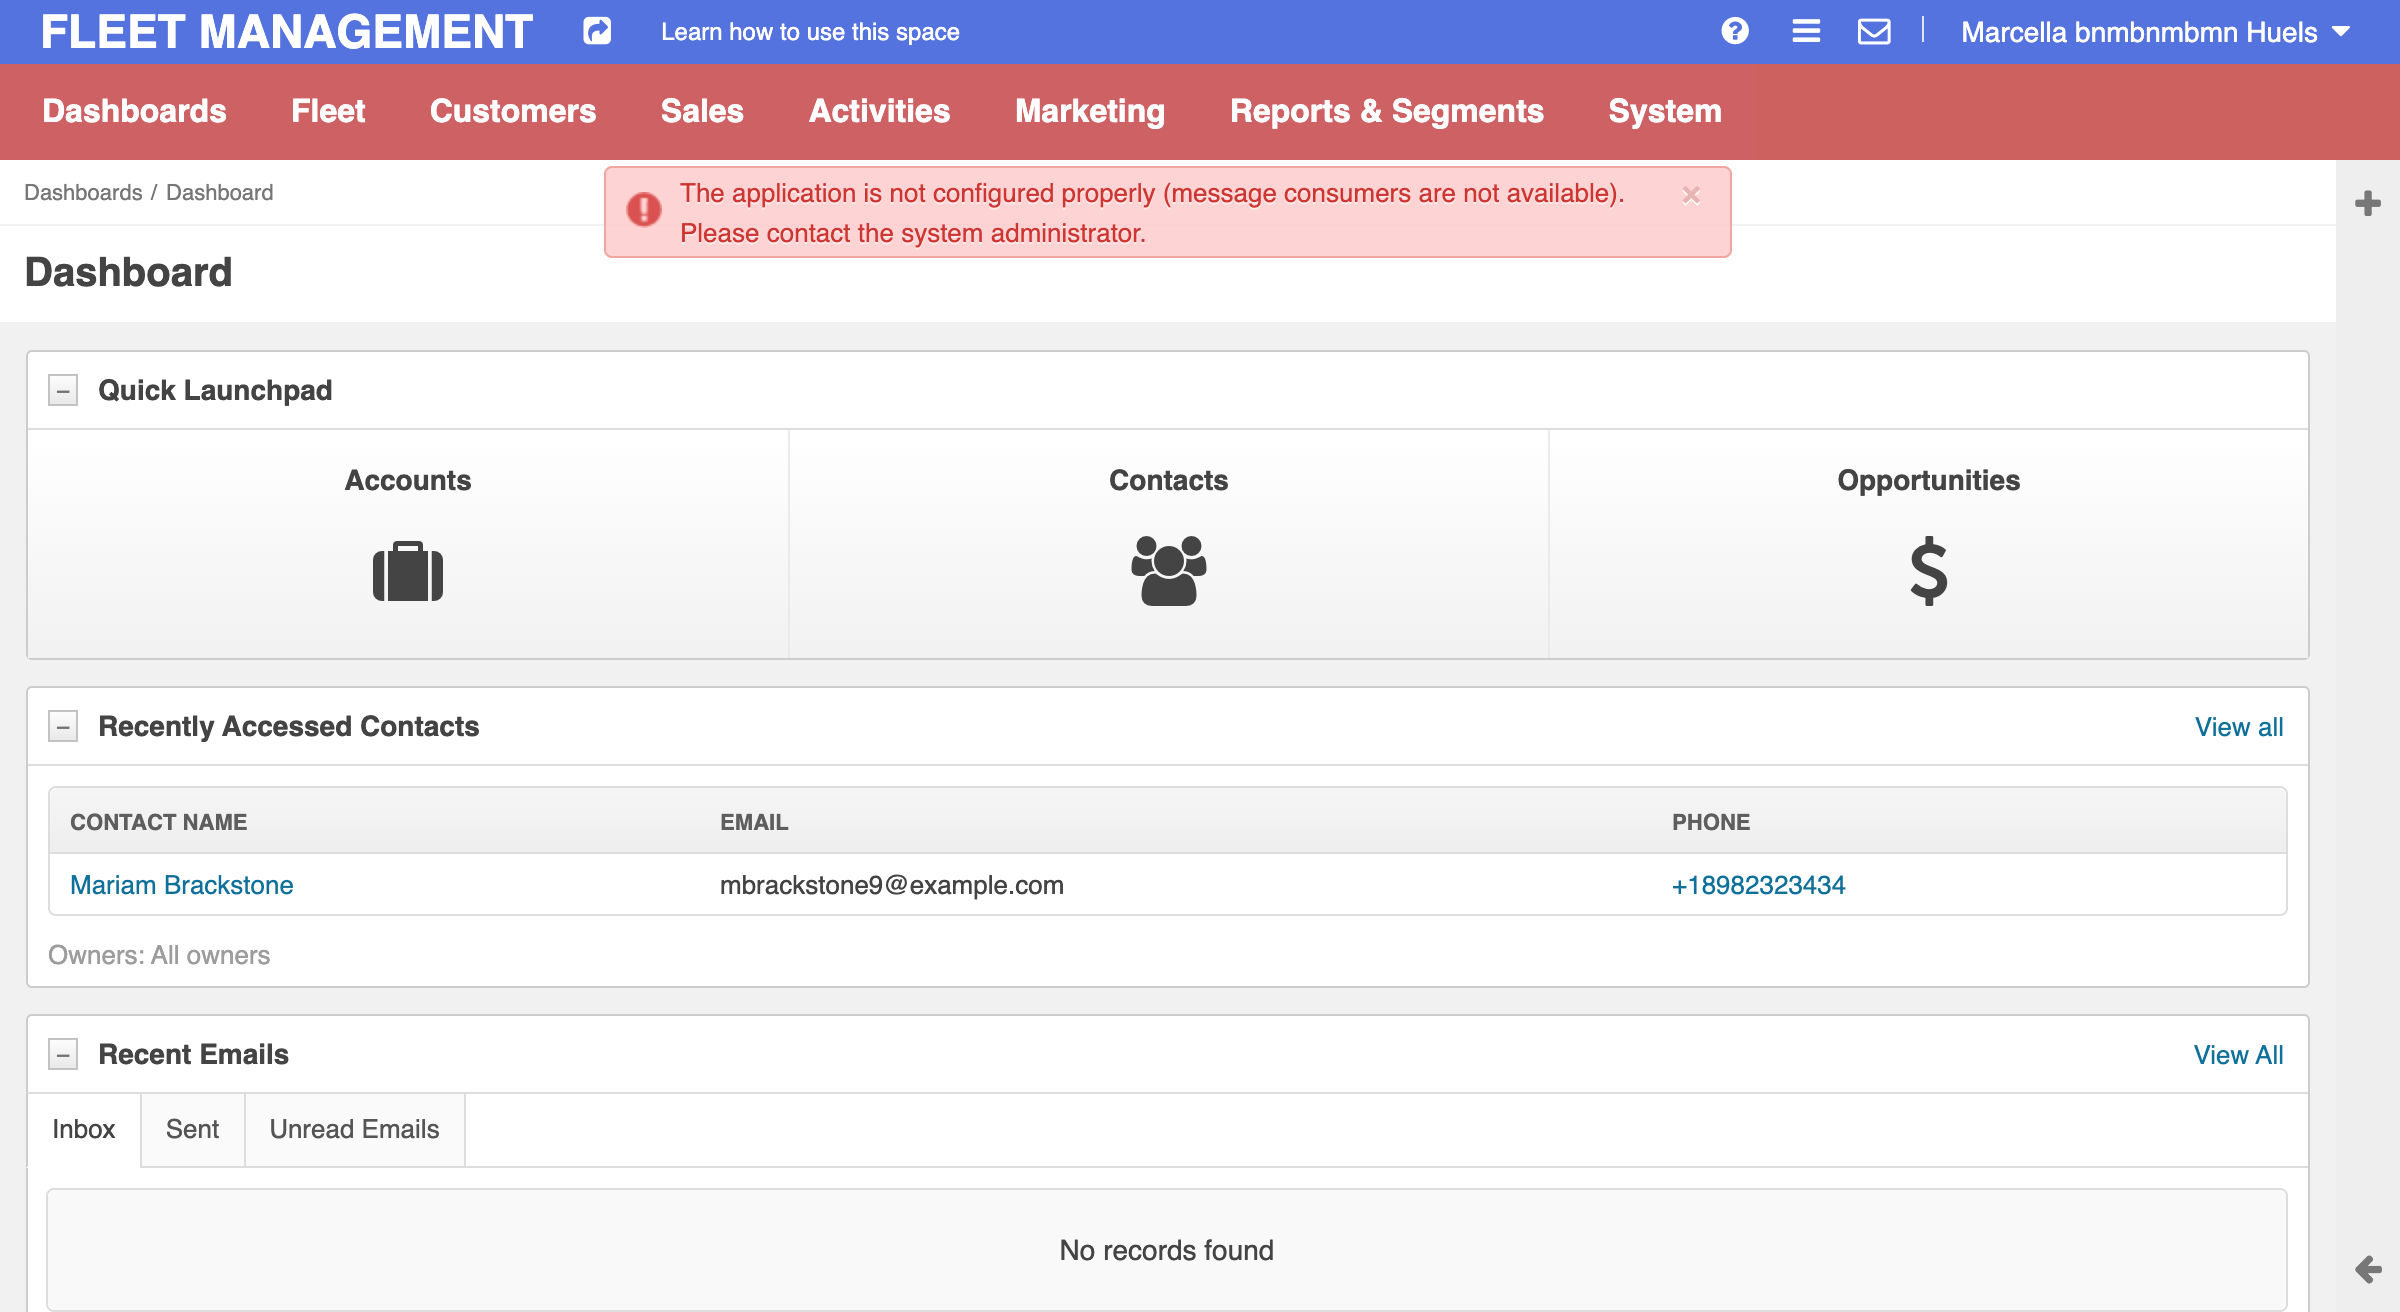 FLEET MANAGEMENT
Learn how to use this space
Marcella bnmbnmbmn Huels
Dashboards
Fleet
Customers
Sales
Activities
Marketing
Reports & Segments
System
Dashboards / Dashboard
The application is not configured properly (message consumers are not available).
Please contact the system administrator.
Dashboard
Quick Launchpad
Accounts
Contacts
Opportunities
Recently Accessed Contacts
View all
CONTACT NAME
EMAIL
PHONE
Mariam Brackstone
mbrackstone9@example.com
+18982323434
Owners: All owners
Recent Emails
View All
Inbox
Sent
Unread Emails
No records found